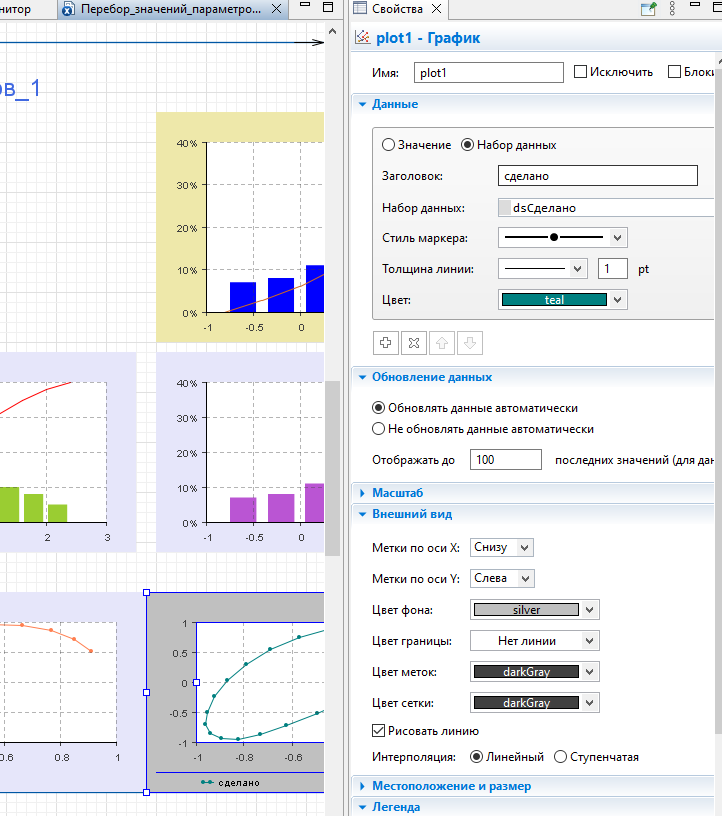 нитор
Перебор_значений_параметро...
Свойства
ов_1
plot1 - График
Имя:
plot1
Исключить
Блоки
Данные
Значение
Набор данных
Заголовок:
сделано
Набор данных:
dsСделано
Стиль маркера:
Толщина линии:
1
pt
Цвет:
teal
Обновление данных
Обновлять данные автоматически
Не обновлять данные автоматически
Отображать до
100
последних значений (для дан
Масштаб
Внешний вид
Метки по оси X:
Снизу
Метки по оси Y:
Слева
Цвет фона:
silver
Цвет границы:
Нет линии
Цвет меток:
darkGray
Цвет сетки:
darkGray
Рисовать линию
Интерполяция:
Линейный
Ступенчатая
Местоположение и размер
Легенда
40%
30%
20%
10%
0%
-1
-0.5
0
2
3
40%
30%
20%
10%
0%
-1
-0.5
0
0.6
0.8
1
1
0.5
0
-0.5
-1
-1
-0.8
-0.6
сделано